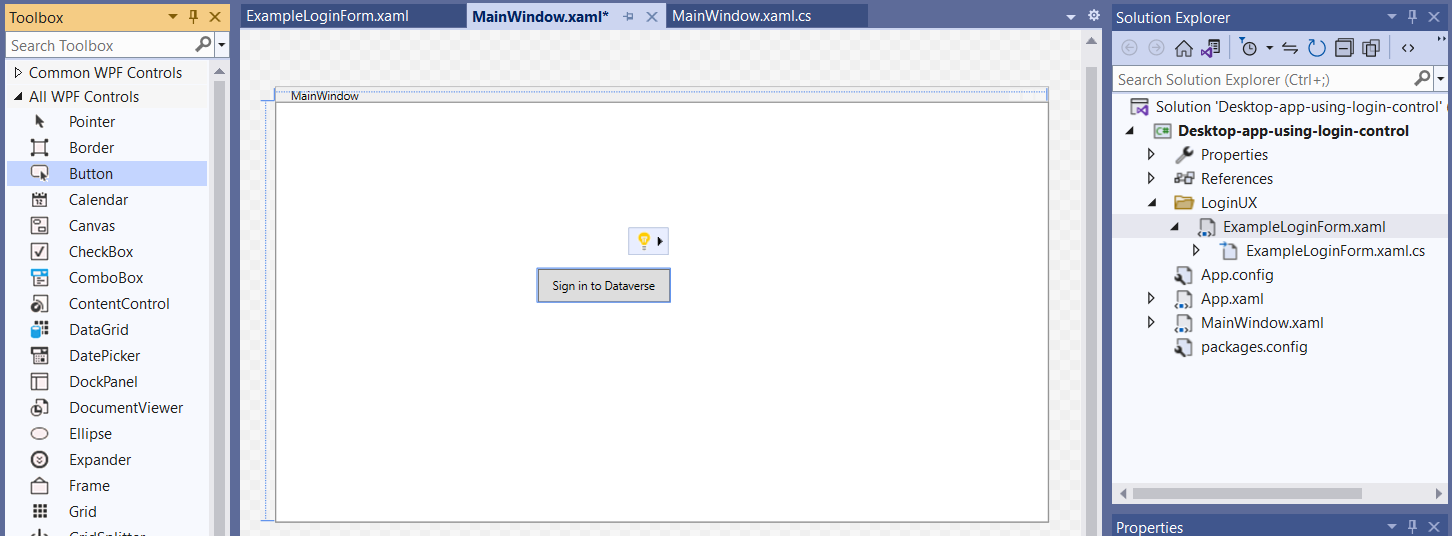 Toolbox
Search Toolbox
Common WPF Controls
All WPF Controls
Pointer
Border
Button
Calendar
Canvas
CheckBox
ComboBox
ContentControl
DataGrid
DatePicker
DockPanel
DocumentViewer
Ellipse
Expander
Frame
Grid
GridSplitter
ExampleLoginForm.xaml
MainWindow.xaml*
MainWindow.xaml.cs
MainWindow
Sign in to Dataverse
Solution Explorer
Search Solution Explorer (Ctrl+;)
Solution 'Desktop-app-using-login-control' (
Desktop-app-using-login-control
Properties
References
LoginUX
ExampleLoginForm.xaml
ExampleLoginForm.xaml.cs
App.config
App.xaml
MainWindow.xaml
packages.config
Properties